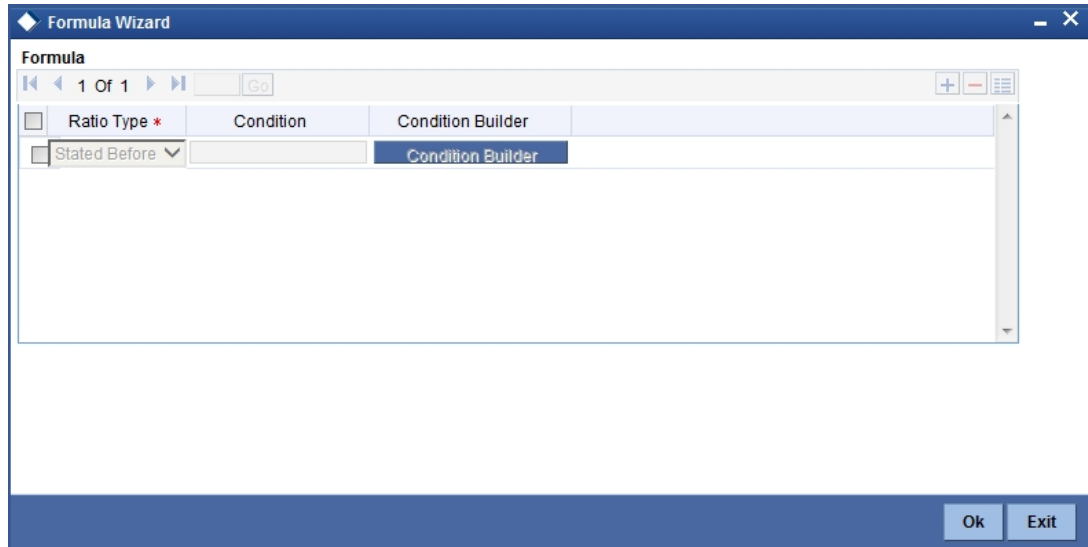 Formula Wizard
Formula
1 Of 1 Go
Ratio Type * Condition Condition Builder
Stated Before Condition Builder
Ok Exit